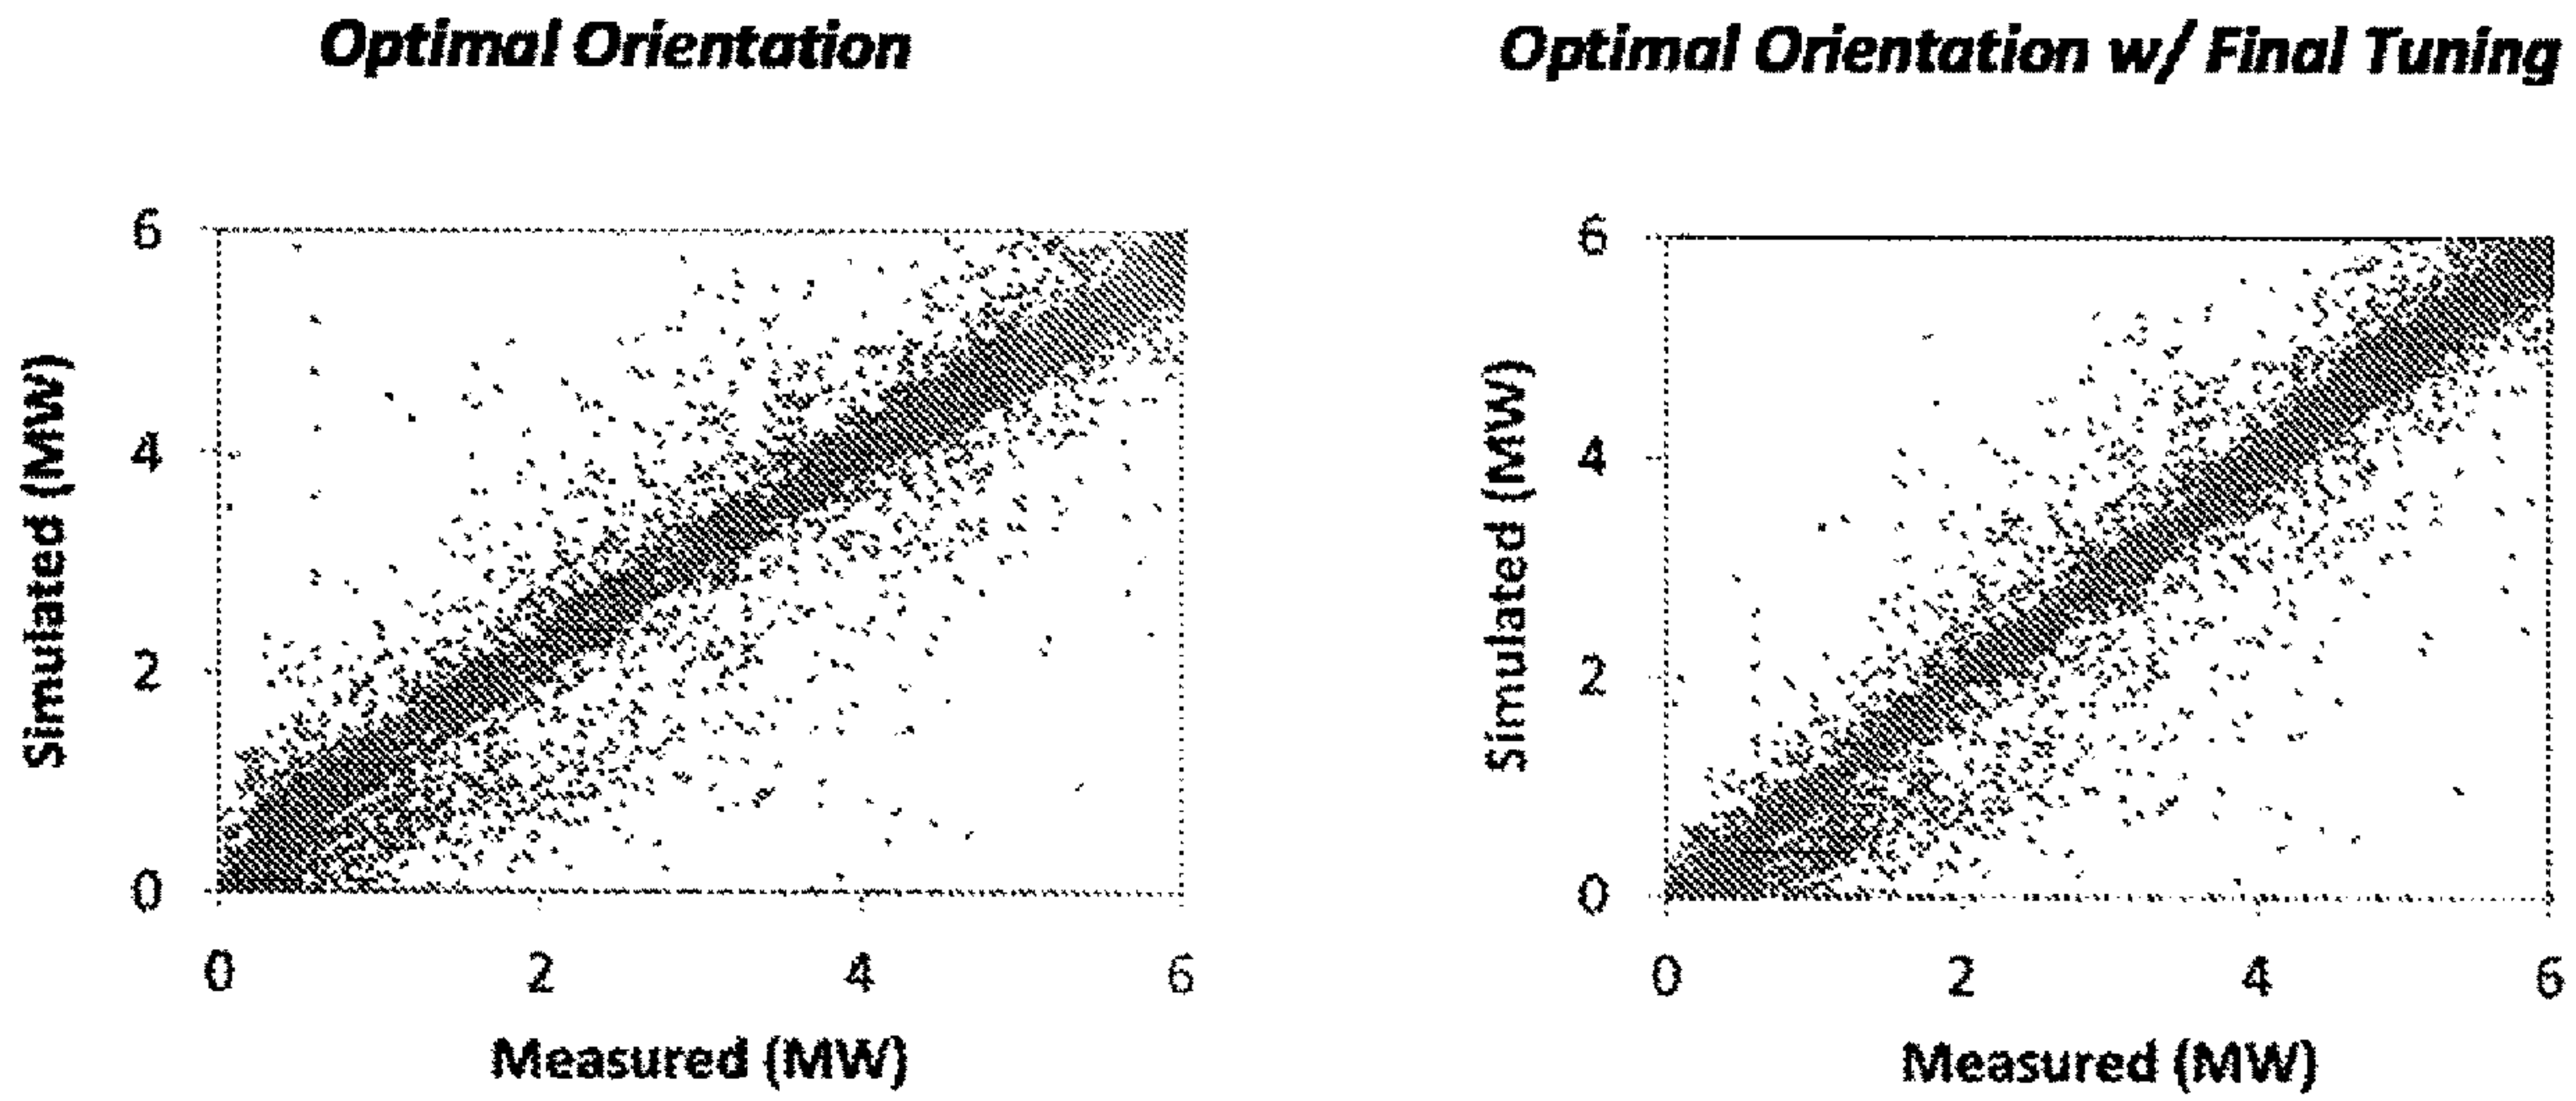 Optimal Orientation
6
4
2
0
0 2 4 6
Simulated (MW)
Measured (MW)
Optimal Orientation w/ Final Tuning
6
4
2
0
0 2 4 6
Simulated (MW)
Measured (MW)